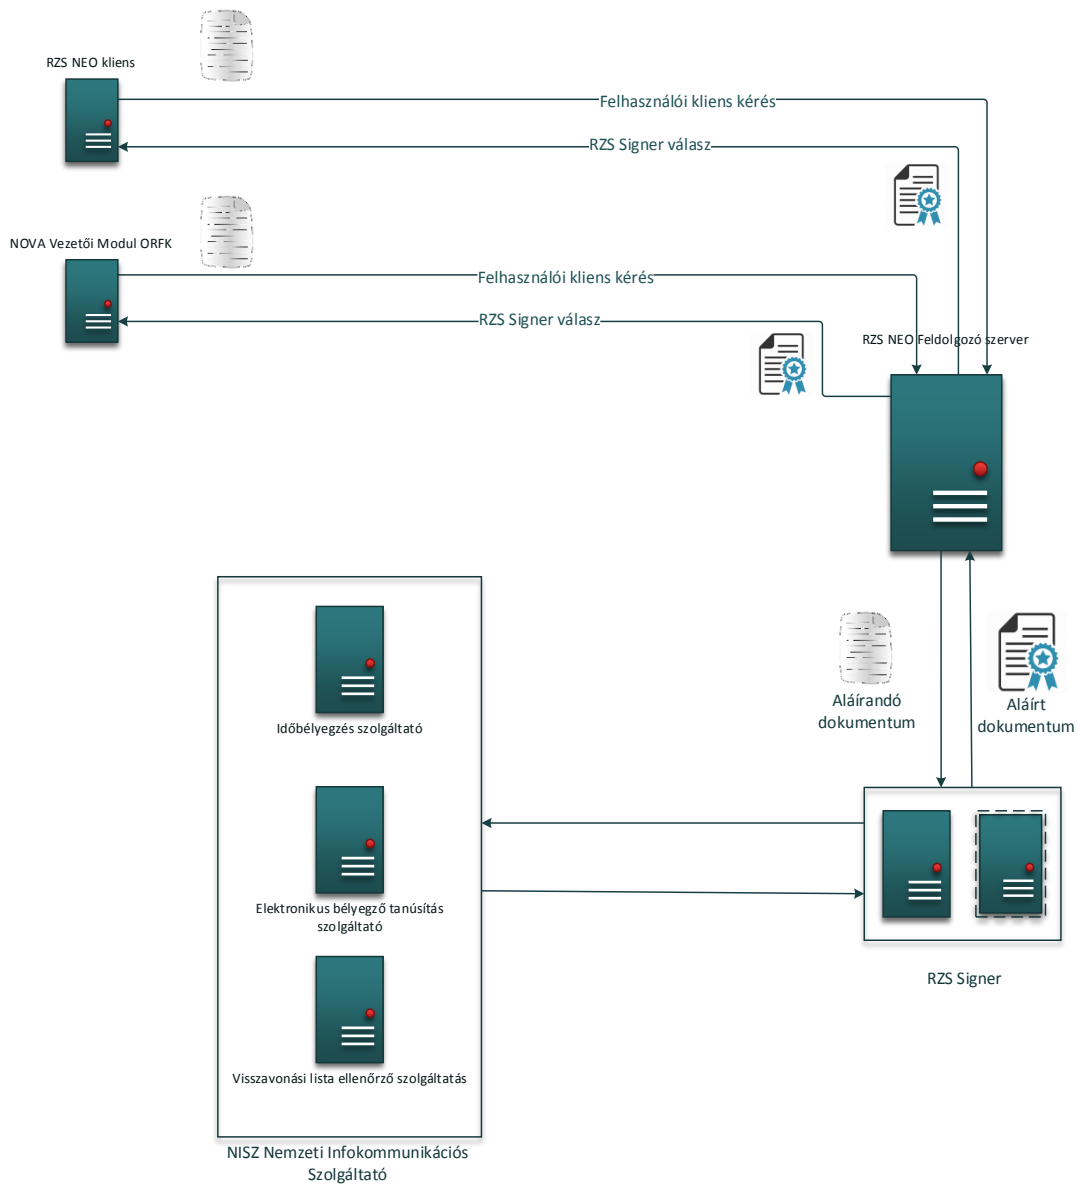 RZS NEO kliens
Felhasználói kliens kérés
RZS Signer válasz
NOVA Vezetői Modul ORFK
Felhasználói kliens kérés
RZS Signer válasz
RZS NEO Feldolgozó szerver
Aláírandó
dokumentum
Aláírt
dokumentum
Időbélyegzés szolgáltató
Elektronikus bélyegző tanúsítás
szolgáltató
Visszavonási lista ellenőrző szolgáltatás
RZS Signer
NISZ Nemzeti Infokommunikációs
Szolgáltató